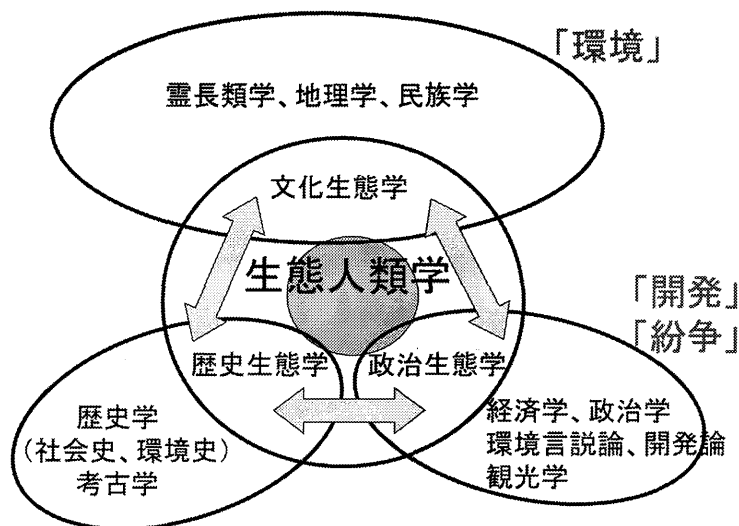 「環境」
霊長類学、地理学、民族学
文化生態学
生態人類学
「開発」
「紛争」
歴史生態学
政治生態学
歴史学
（社会史、環境史）
考古学
経済学、政治学
環境言説論、開発論
観光学